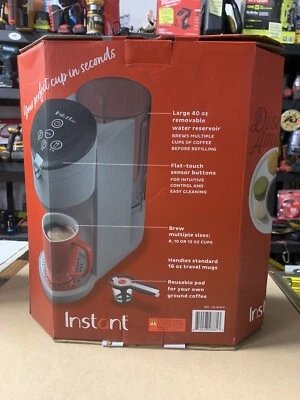 Your perfect cup in seconds
Large 40 oz
removable
water reservoir
BREWS MULTIPLE
CUPS OF COFFEE
BEFORE REFILLING
Flat-touch
sensor buttons
FOR INTUITIVE
CONTROL AND
EASY CLEANING
Brew
multiple sizes:
8, 10 OR 12 OZ CUPS
Handles standard
16 oz travel mugs
Reusable pod
for your own
ground coffee
Instant